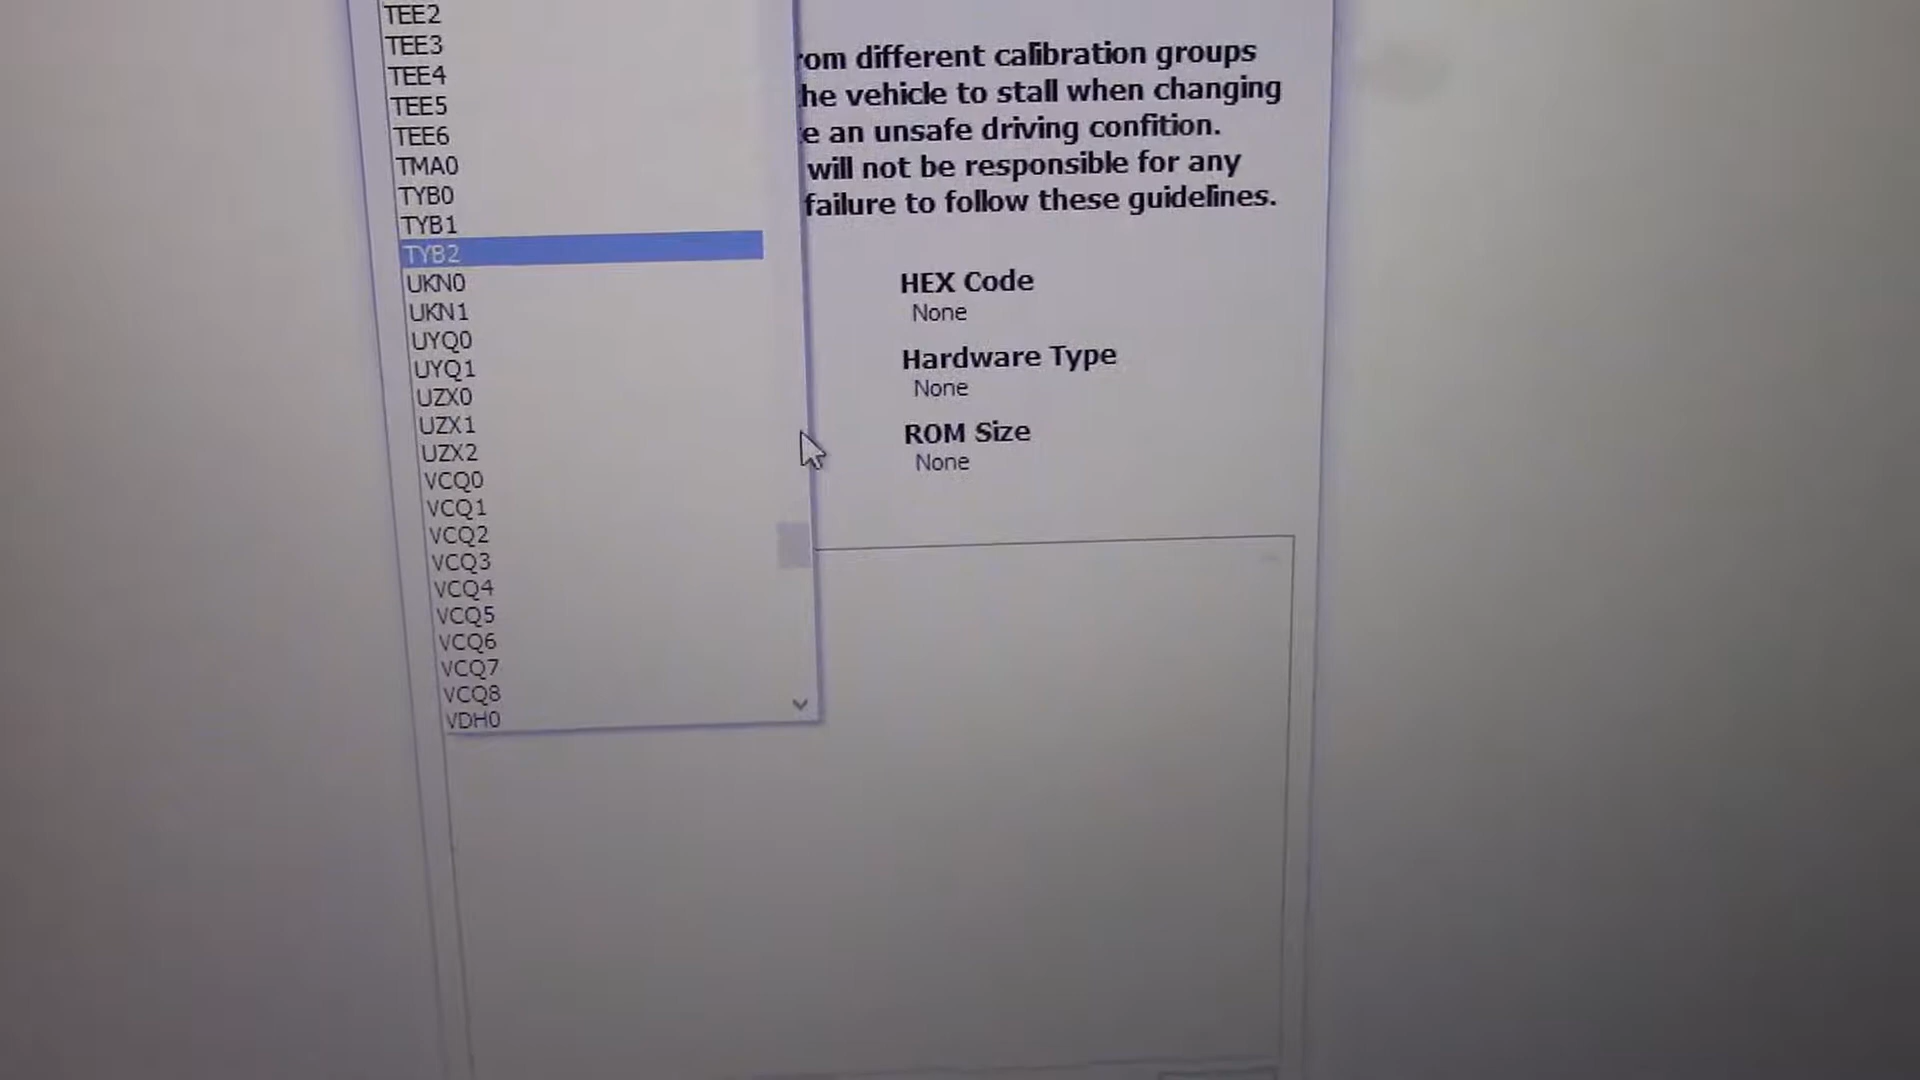 TEE2
TEE3
TEE4
TEE5
TEE6
TMA0
TYB0
TYB1
TYB2
UKN0
UKN1
UYQ0
UYQ1
UZX0
UZX1
UZX2
VCQ0
VCQ1
VCQ2
VCQ3
VCQ4
VCQ5
VCQ6
VCQ7
VCQ8
VDH0
different calibration groups
vehicle to stall when changing
an unsafe driving confition.
will not be responsible for any
failure to follow these guidelines.
HEX Code
None
Hardware Type
None
ROM Size
None